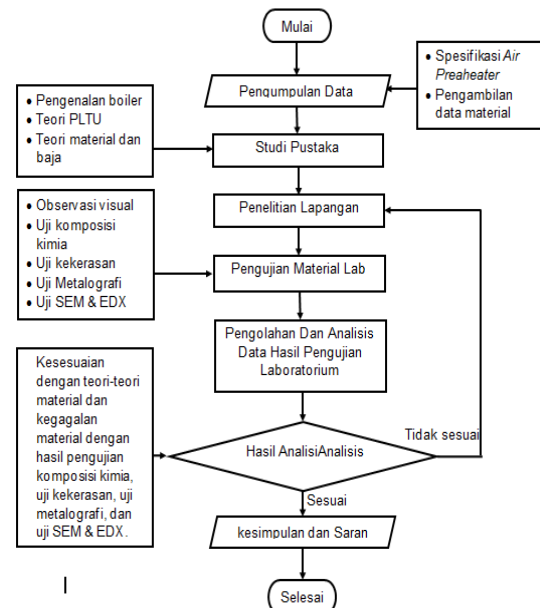 Mulai
• Spesifikasi Air
Preaheater
• Pengambilan
data material
Pengumpulan Data
• Pengenalan boiler
• Teori PLTU
• Teori material dan
baja
Studi Pustaka
Penelitian Lapangan
• Observasi visual
• Uji komposisi
kimia
• Uji kekerasan
• Uji Metalografi
• Uji SEM & EDX
Pengujian Material Lab
Pengolahan Dan Analisis
Data Hasil Pengujian
Laboratorium
Kesesuaian
dengan teori-teori
material dan
kegagalan
material dengan
hasil pengujian
komposisi kimia,
uji kekerasan, uji
metalografi, dan
uji SEM & EDX.
Hasil AnalisiAnalisis
Tidak sesuai
Sesuai
kesimpulan dan Saran
Selesai